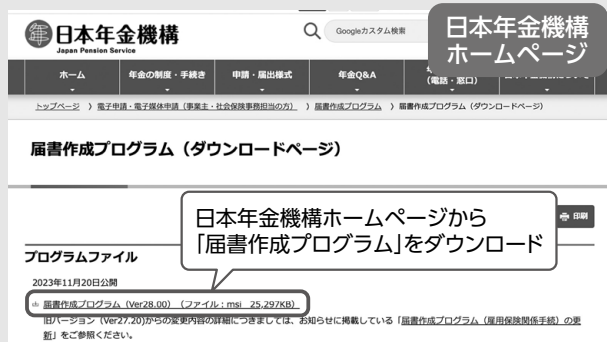 日本年金機構
Japan Pension Service
Googleカスタム検索
日本年金機構
ホームページ
ホーム
年金の制度・手続き
申請・届出様式
年金Q&A
（電話・窓口）
トップページ 〉 電子申請・電子媒体申請（事業主・社会保険事務担当の方） 〉 届書作成プログラム 〉 届書作成プログラム（ダウンロードページ）
届書作成プログラム（ダウンロードページ）
印刷
日本年金機構ホームページから
「届書作成プログラム」をダウンロード
プログラムファイル
2023年11月20日公開
届書作成プログラム（Ver28.00）（ファイル：msi 25,297KB）
旧バージョン（Ver27.20)からの変更内容の詳細につきましては、お知らせに掲載している「届書作成プログラム（雇用保険関係手続）の更
新」をご参照ください。